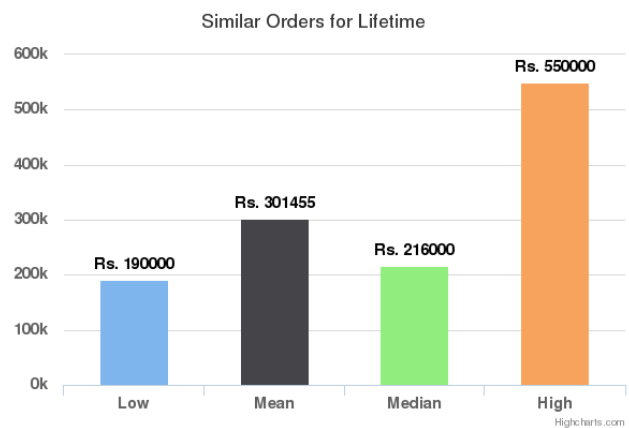 Similar Orders for Lifetime
600k
Rs. 550000
500k
400k
Rs. 301455
300k
Rs. 216000
Rs. 190000
200k
100k
0k
Low Mean Median High
Highcharts.com